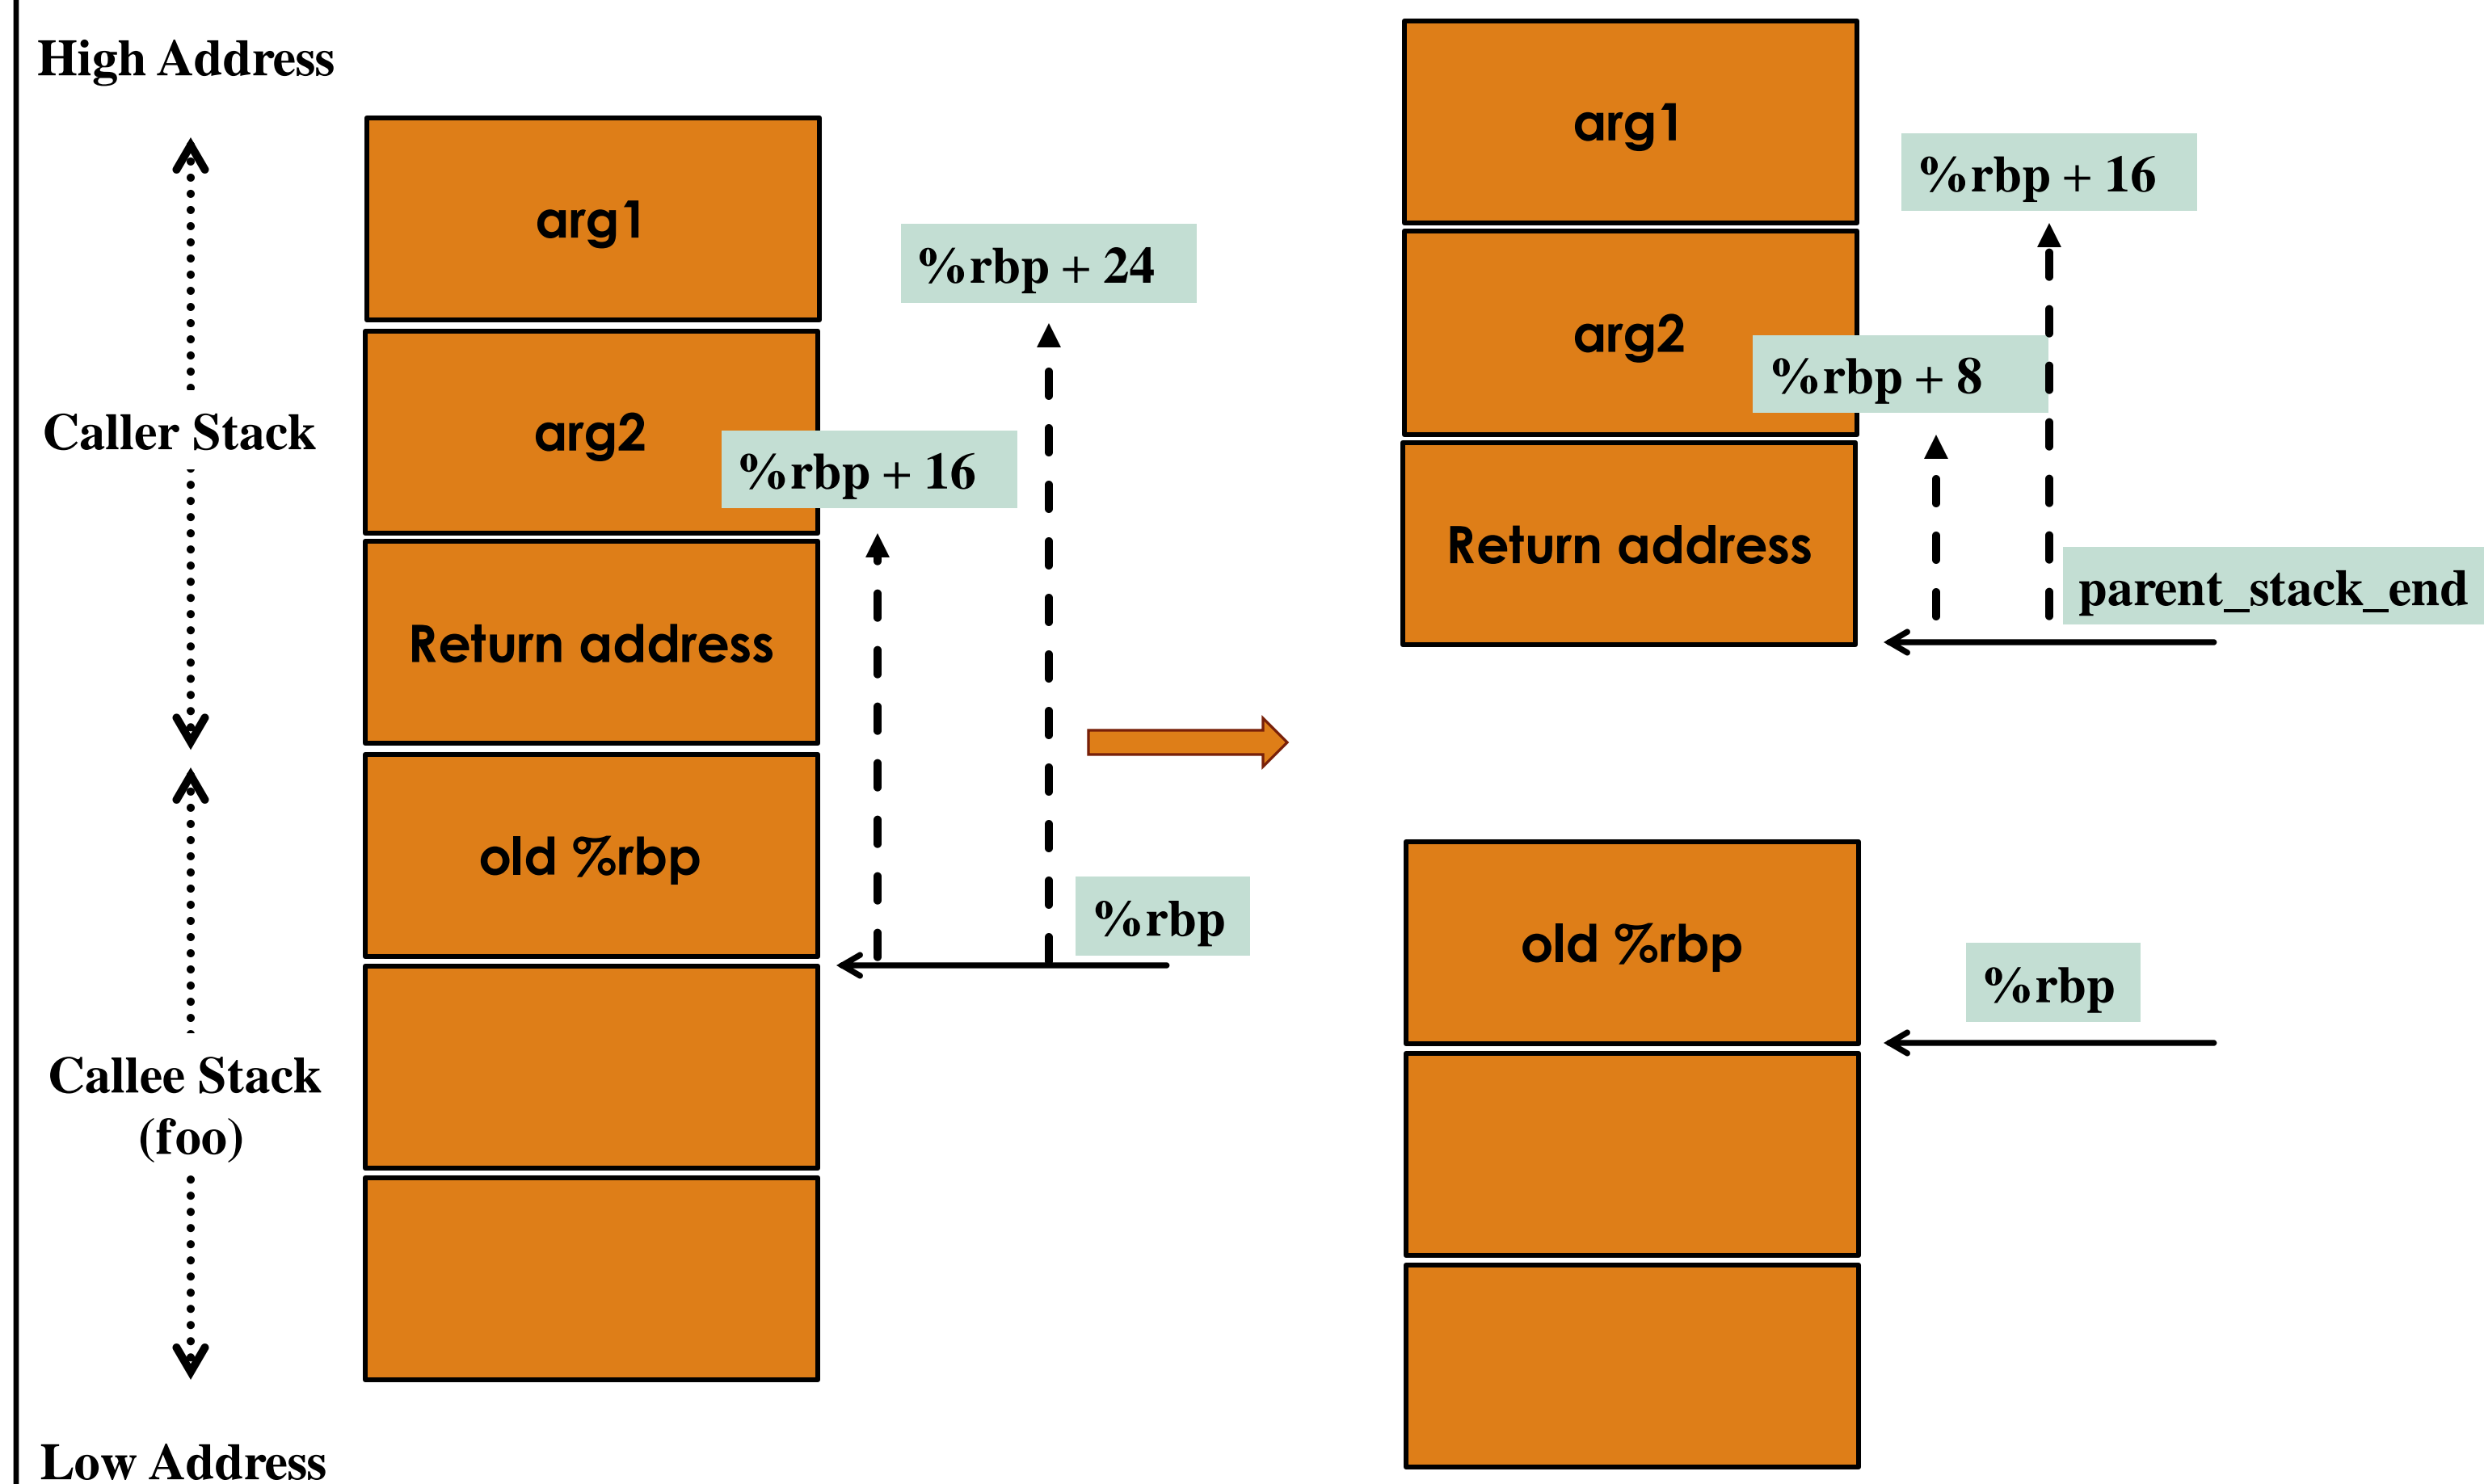 High Address
arg1
%rbp + 24
arg2
%rbp + 16
Caller Stack
Return address
old %rbp
%rbp
Callee Stack
(foo)
Low Address
arg1
%rbp + 16
arg2
%rbp + 8
Return address
parent_stack_end
old %rbp
%rbp